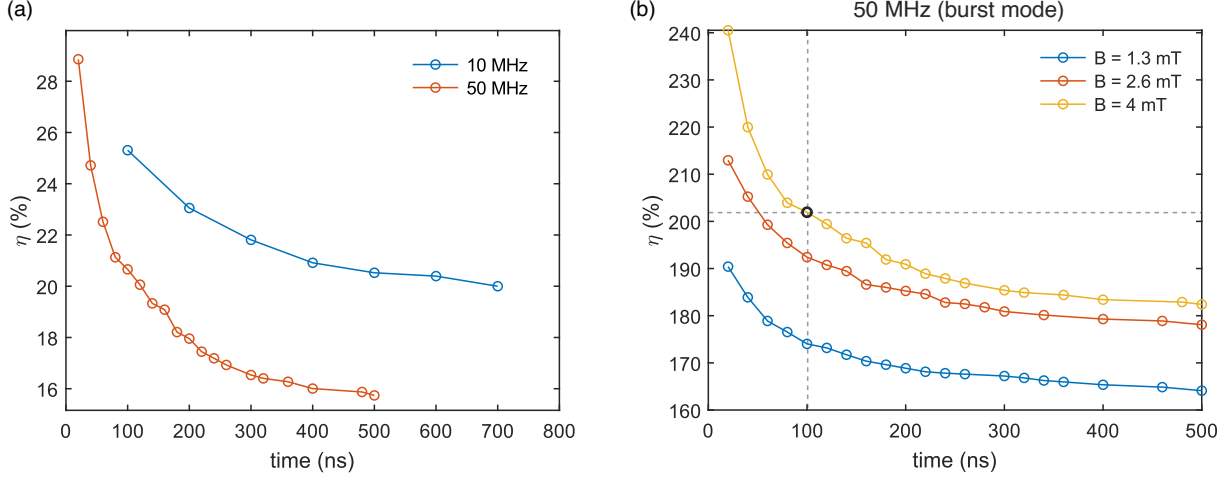 (a)
28
26
24
22
20
18
16
0 100 200 300 400 500 600 700 800
η (%)
time (ns)
10 MHz
50 MHz
(b)
50 MHz (burst mode)
240
230
220
210
200
190
180
170
160
0 100 200 300 400 500
η (%)
time (ns)
B = 1.3 mT
B = 2.6 mT
B = 4 mT